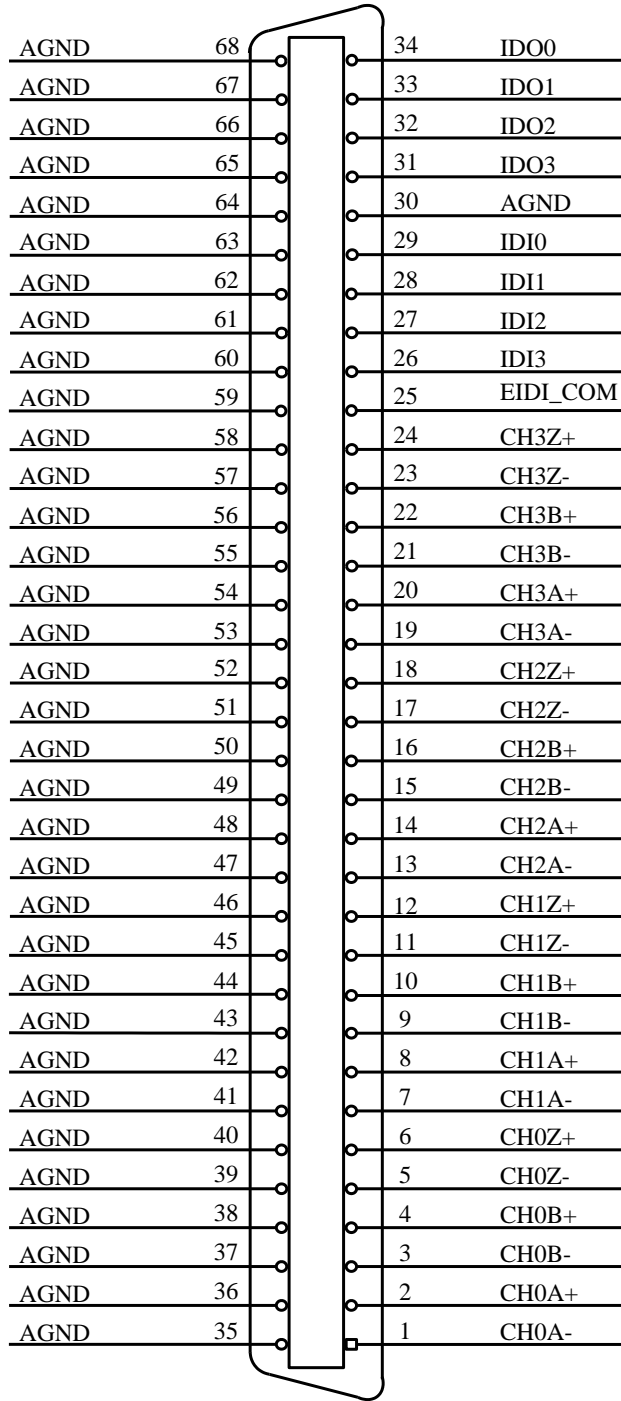 AGND 68 34 IDO0
AGND 67 33 IDO1
AGND 66 32 IDO2
AGND 65 31 IDO3
AGND 64 30 AGND
AGND 63 29 IDI0
AGND 62 28 IDI1
AGND 61 27 IDI2
AGND 60 26 IDI3
AGND 59 25 EIDI_COM
AGND 58 24 CH3Z+
AGND 57 23 CH3Z-
AGND 56 22 CH3B+
AGND 55 21 CH3B-
AGND 54 20 CH3A+
AGND 53 19 CH3A-
AGND 52 18 CH2Z+
AGND 51 17 CH2Z-
AGND 50 16 CH2B+
AGND 49 15 CH2B-
AGND 48 14 CH2A+
AGND 47 13 CH2A-
AGND 46 12 CH1Z+
AGND 45 11 CH1Z-
AGND 44 10 CH1B+
AGND 43 9 CH1B-
AGND 42 8 CH1A+
AGND 41 7 CH1A-
AGND 40 6 CH0Z+
AGND 39 5 CH0Z-
AGND 38 4 CH0B+
AGND 37 3 CH0B-
AGND 36 2 CH0A+
AGND 35 1 CH0A-